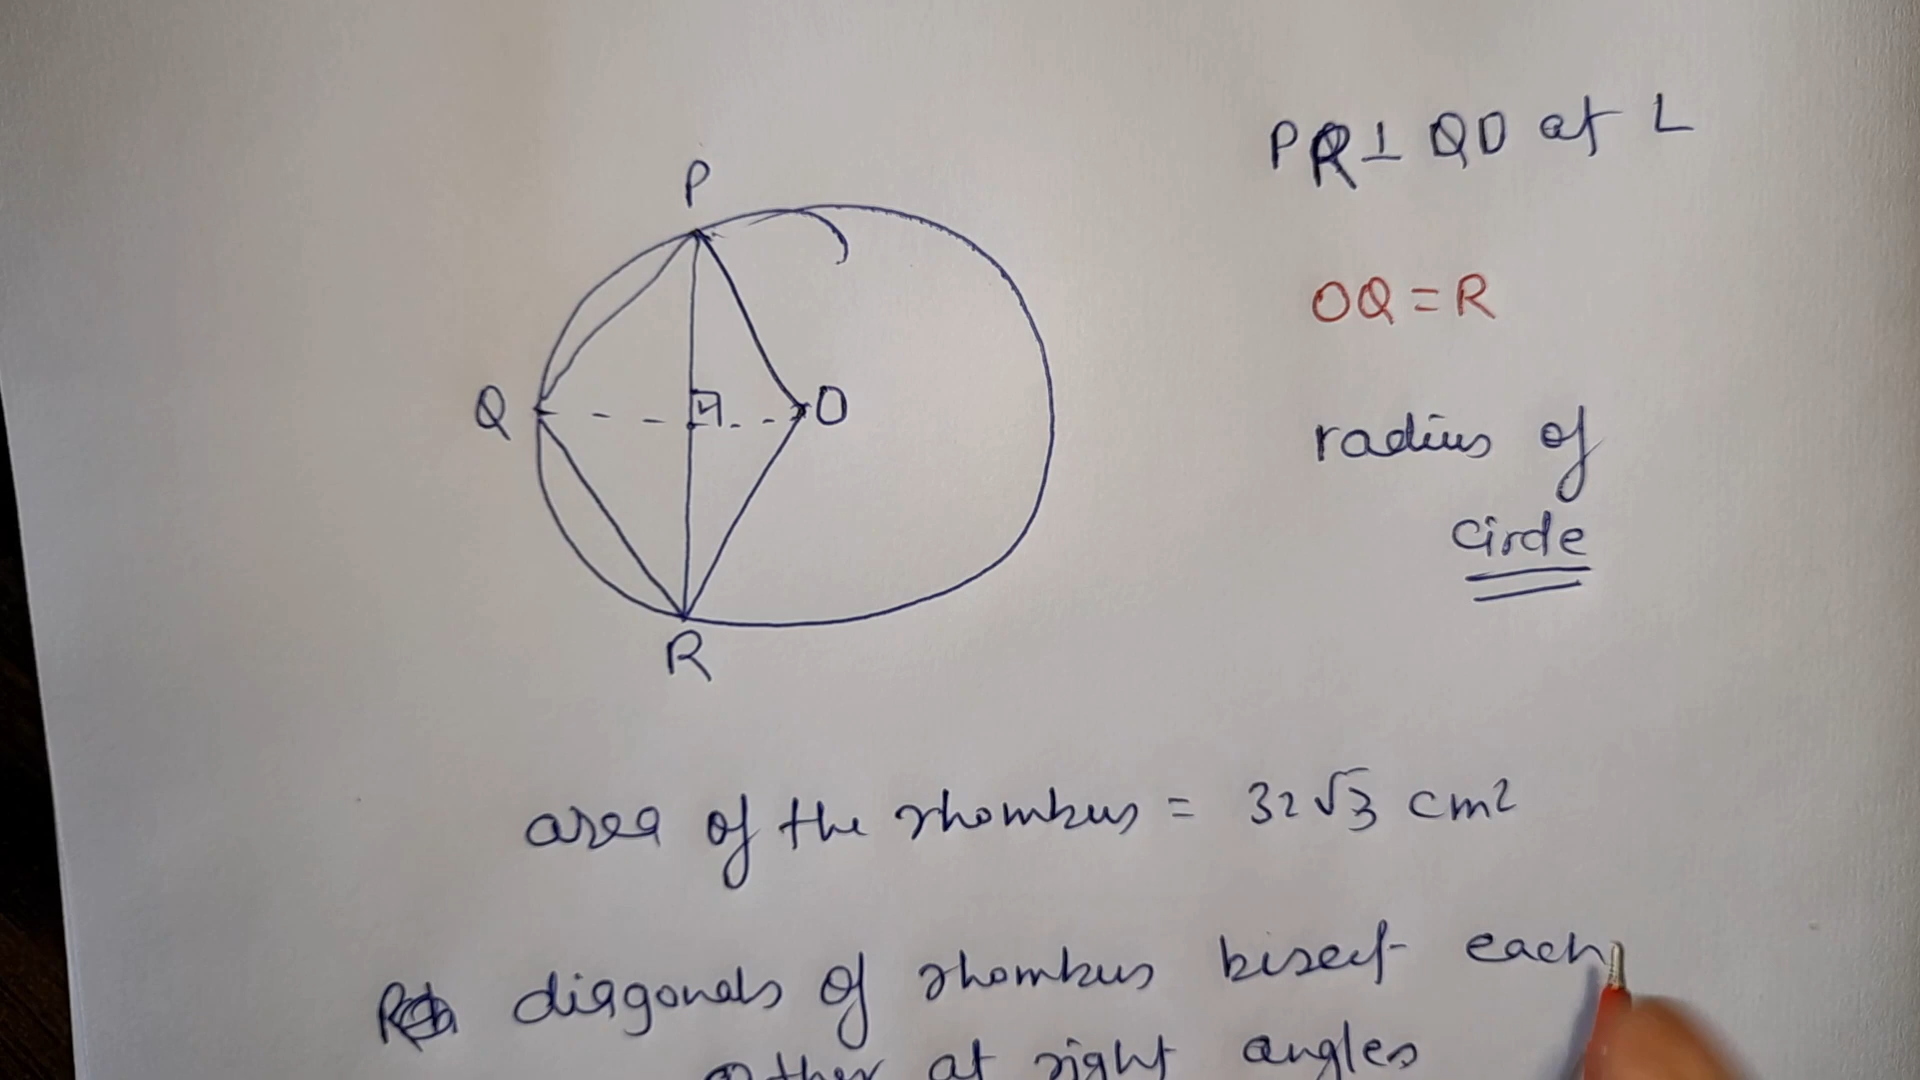 PR ⊥ QO at L
P
OQ = R
Q
O
radius of
Circle
R
area of the rhombus = 32√3 cm2
diagonals of rhombus bisect each
other at right angles